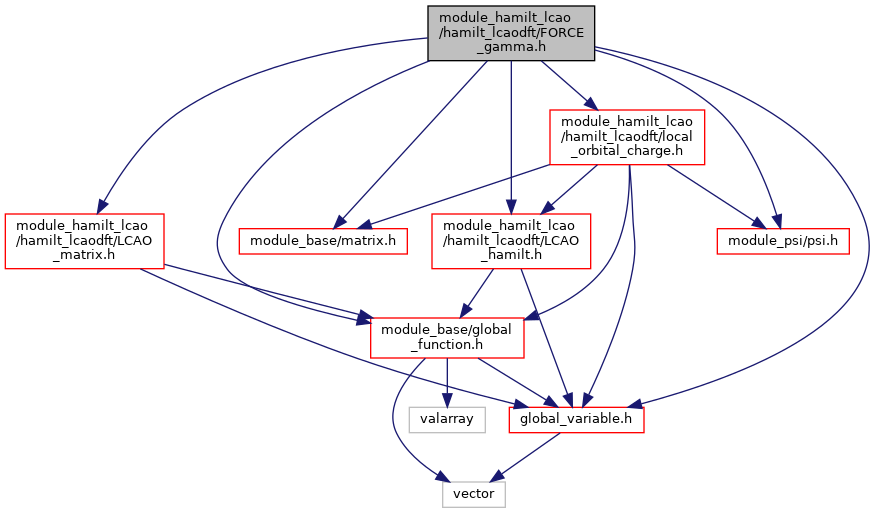 module_hamilt_lcao
/hamilt_lcaodft/FORCE
_gamma.h
module_hamilt_lcao
/hamilt_lcaodft/local
_orbital_charge.h
module_hamilt_lcao
/hamilt_lcaodft/LCAO
_matrix.h
module_base/matrix.h
module_hamilt_lcao
/hamilt_lcaodft/LCAO
_hamilt.h
module_psi/psi.h
module_base/global
_function.h
valarray
global_variable.h
vector